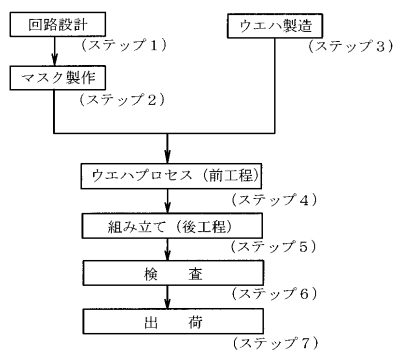 回路設計
(ステップ1)
ウエハ製造
(ステップ3)
マスク製作
(ステップ2)
ウエハプロセス(前工程)
(ステップ4)
組み立て(後工程)
(ステップ5)
検 査
(ステップ6)
出 荷
(ステップ7)